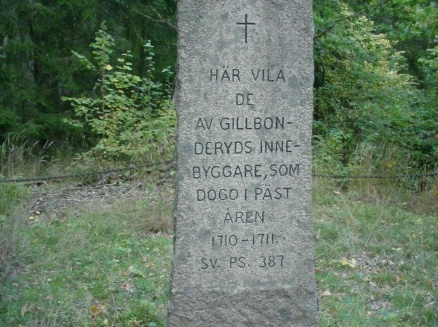 HÄR VILA
DE
AV GILLBON-
DERYDS INNE-
BYGGARE, SOM
DOGO I PÄST
ÅREN
1710-1711.
SV. PS. 387